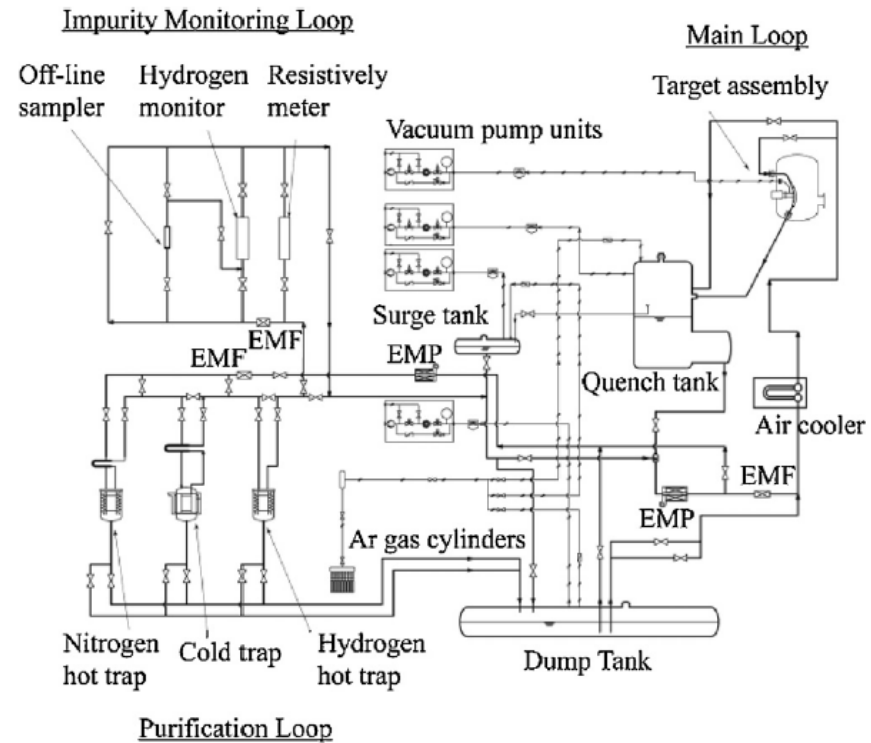 Impurity Monitoring Loop
Main Loop
Off-line
sampler
Hydrogen
monitor
Resistively
meter
Target assembly
Vacuum pump units
Surge tank
EMF
EMF
EMP
Quench tank
Air cooler
EMF
EMP
Ar gas cylinders
Nitrogen
hot trap
Cold trap
Hydrogen
hot trap
Dump Tank
Purification Loop